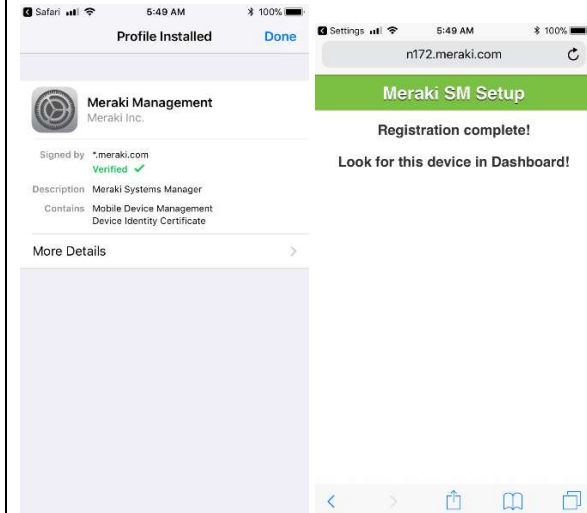 Safari 5:49 AM 100%
Profile Installed Done
Meraki Management
Meraki Inc.
Signed by *.meraki.com
Verified ✓
Description Meraki Systems Manager
Contains Mobile Device Management
Device Identity Certificate
More Details
Settings 5:49 AM 100%
n172.meraki.com
Meraki SM Setup
Registration complete!
Look for this device in Dashboard!